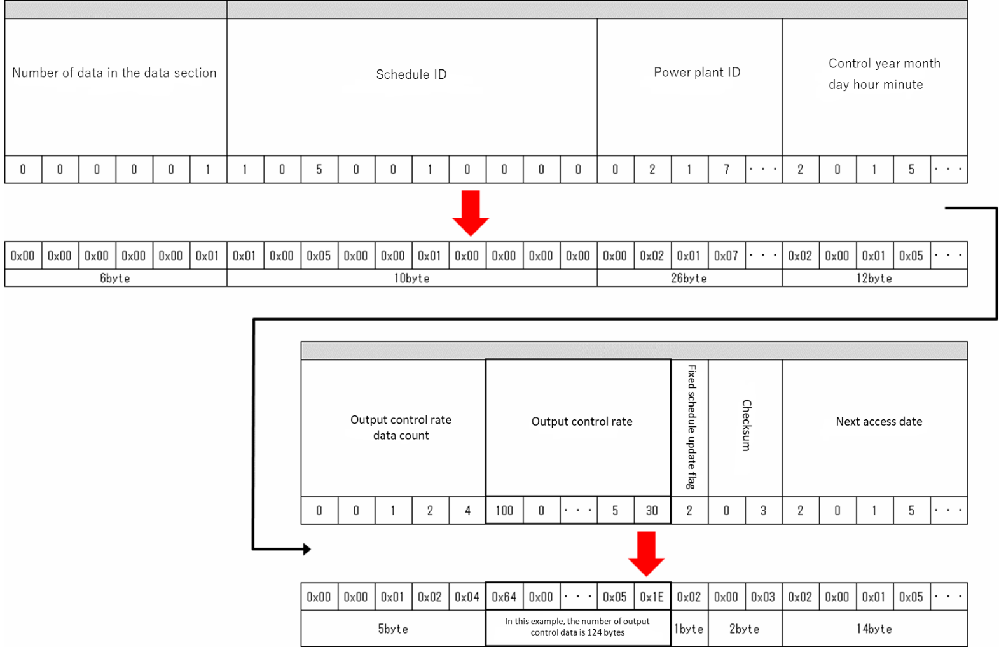 Number of data in the data section
Schedule ID
Power plant ID
Control year month
day hour minute
0 0 0 0 0 1 1 0 5 0 0 1 0 0 0 0 0 2 1 7 ・・・ 2 0 1 5 ・・・
0x00 0x00 0x00 0x00 0x00 0x01 0x01 0x00 0x05 0x00 0x00 0x01 0x00 0x00 0x00 0x00 0x00 0x02 0x01 0x07 ・・・ 0x02 0x00 0x01 0x05 ・・・
6byte 10byte 26byte 12byte
Output control rate
data count
Output control rate
Fixed schedule update flag
Checksum
Next access date
0 0 1 2 4 100 0 ・・・ 5 30 2 0 3 2 0 1 5 ・・・
0x00 0x00 0x01 0x02 0x04 0x64 0x00 ・・・ 0x05 0x1E 0x02 0x00 0x03 0x02 0x00 0x01 0x05 ・・・
5byte
In this example, the number of output
control data is 124 bytes
1byte 2byte 14byte